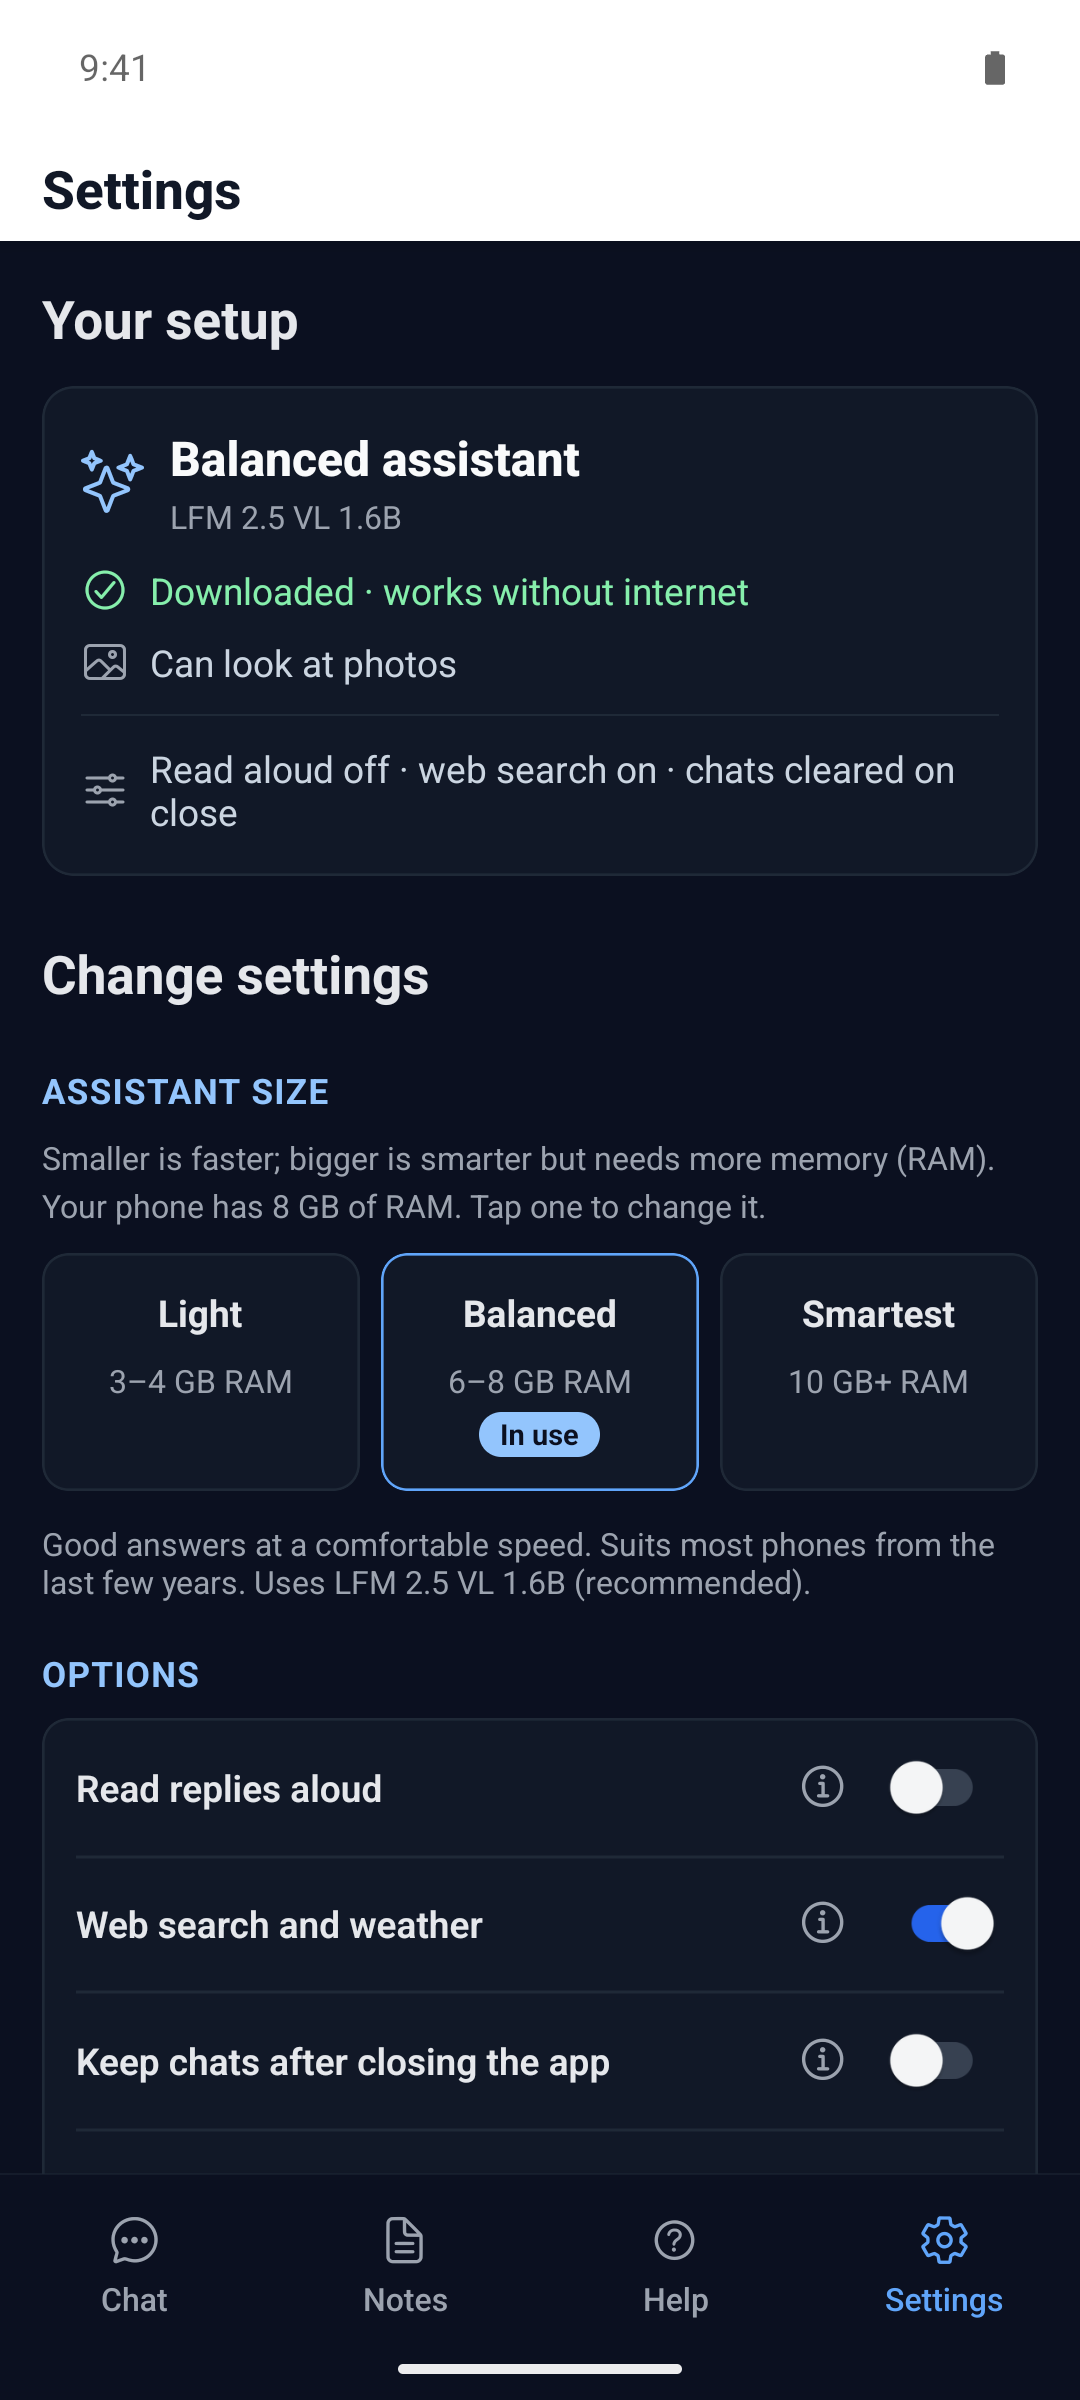 9:41
Settings
Your setup
Balanced assistant
LFM 2.5 VL 1.6B
Downloaded · works without internet
Can look at photos
Read aloud off · web search on · chats cleared on
close
Change settings
ASSISTANT SIZE
Smaller is faster; bigger is smarter but needs more memory (RAM).
Your phone has 8 GB of RAM. Tap one to change it.
Light
3–4 GB RAM
Balanced
6–8 GB RAM
In use
Smartest
10 GB+ RAM
Good answers at a comfortable speed. Suits most phones from the
last few years. Uses LFM 2.5 VL 1.6B (recommended).
OPTIONS
Read replies aloud
Web search and weather
Keep chats after closing the app
Chat
Notes
Help
Settings